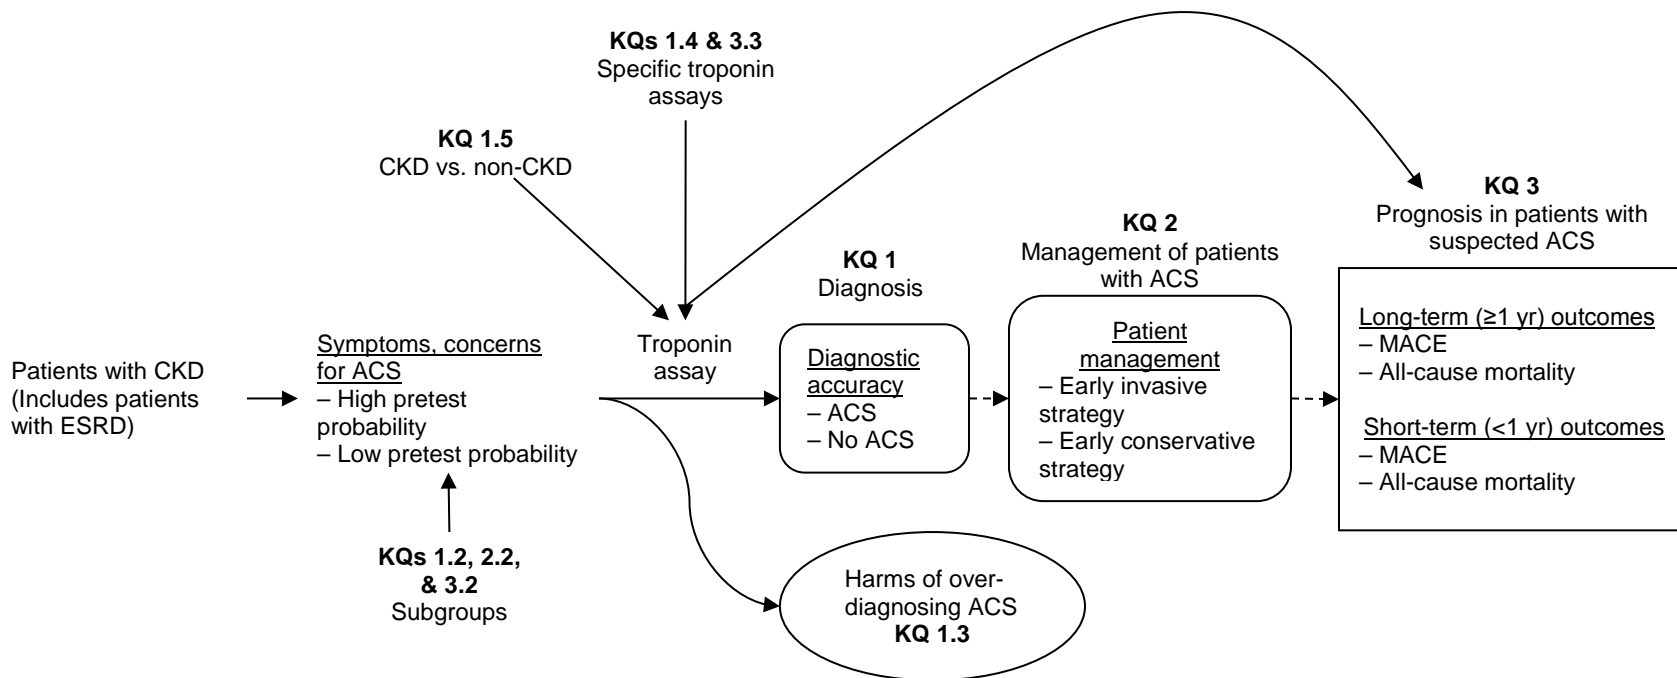 KQs 1.4 & 3.3
Specific troponin
assays
KQ 1.5
CKD vs. non-CKD
KQ 3
Prognosis in patients with
suspected ACS
KQ 2
Management of patients
with ACS
KQ 1
Diagnosis
Patients with CKD
(Includes patients
with ESRD)
Symptoms, concerns
for ACS
– High pretest
probability
– Low pretest probability
Troponin
assay
Diagnostic
accuracy
– ACS
– No ACS
Patient
management
– Early invasive
strategy
– Early conservative
strategy
Long-term (≥1 yr) outcomes
– MACE
– All-cause mortality
Short-term (<1 yr) outcomes
– MACE
– All-cause mortality
KQs 1.2, 2.2,
& 3.2
Subgroups
Harms of over-
diagnosing ACS
KQ 1.3